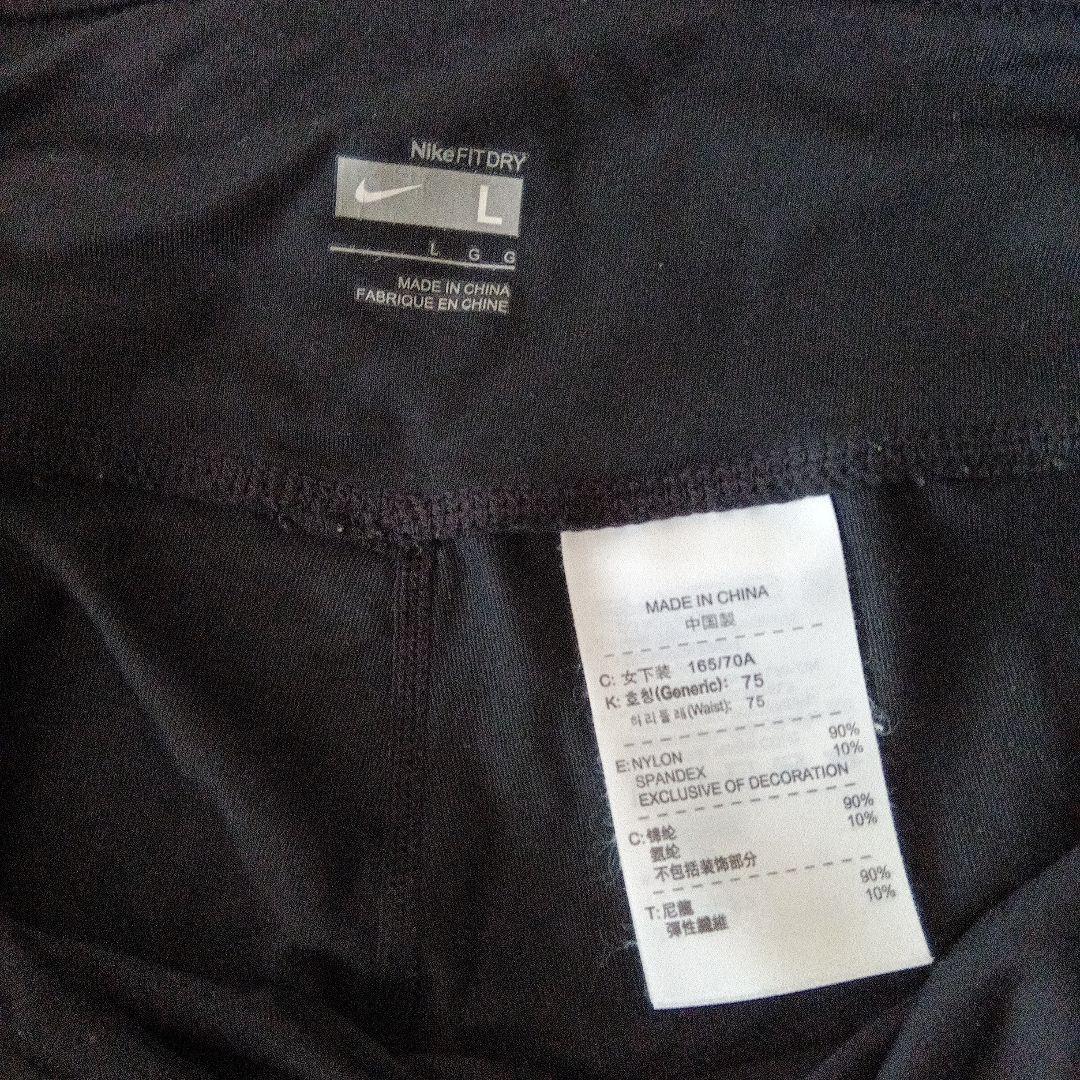 NikeFITDRY
L
L G G
MADE IN CHINA
FABRIQUE EN CHINE
MADE IN CHINA
中国製
C: 女下装 165/70A
K: 호칭(Generic): 75
허리둘레(Waist): 75
E: NYLON 90%
SPANDEX 10%
EXCLUSIVE OF DECORATION
C: 锦纶 90%
氨纶 10%
不包括装饰部分
T: 尼龍 90%
彈性纖維 10%